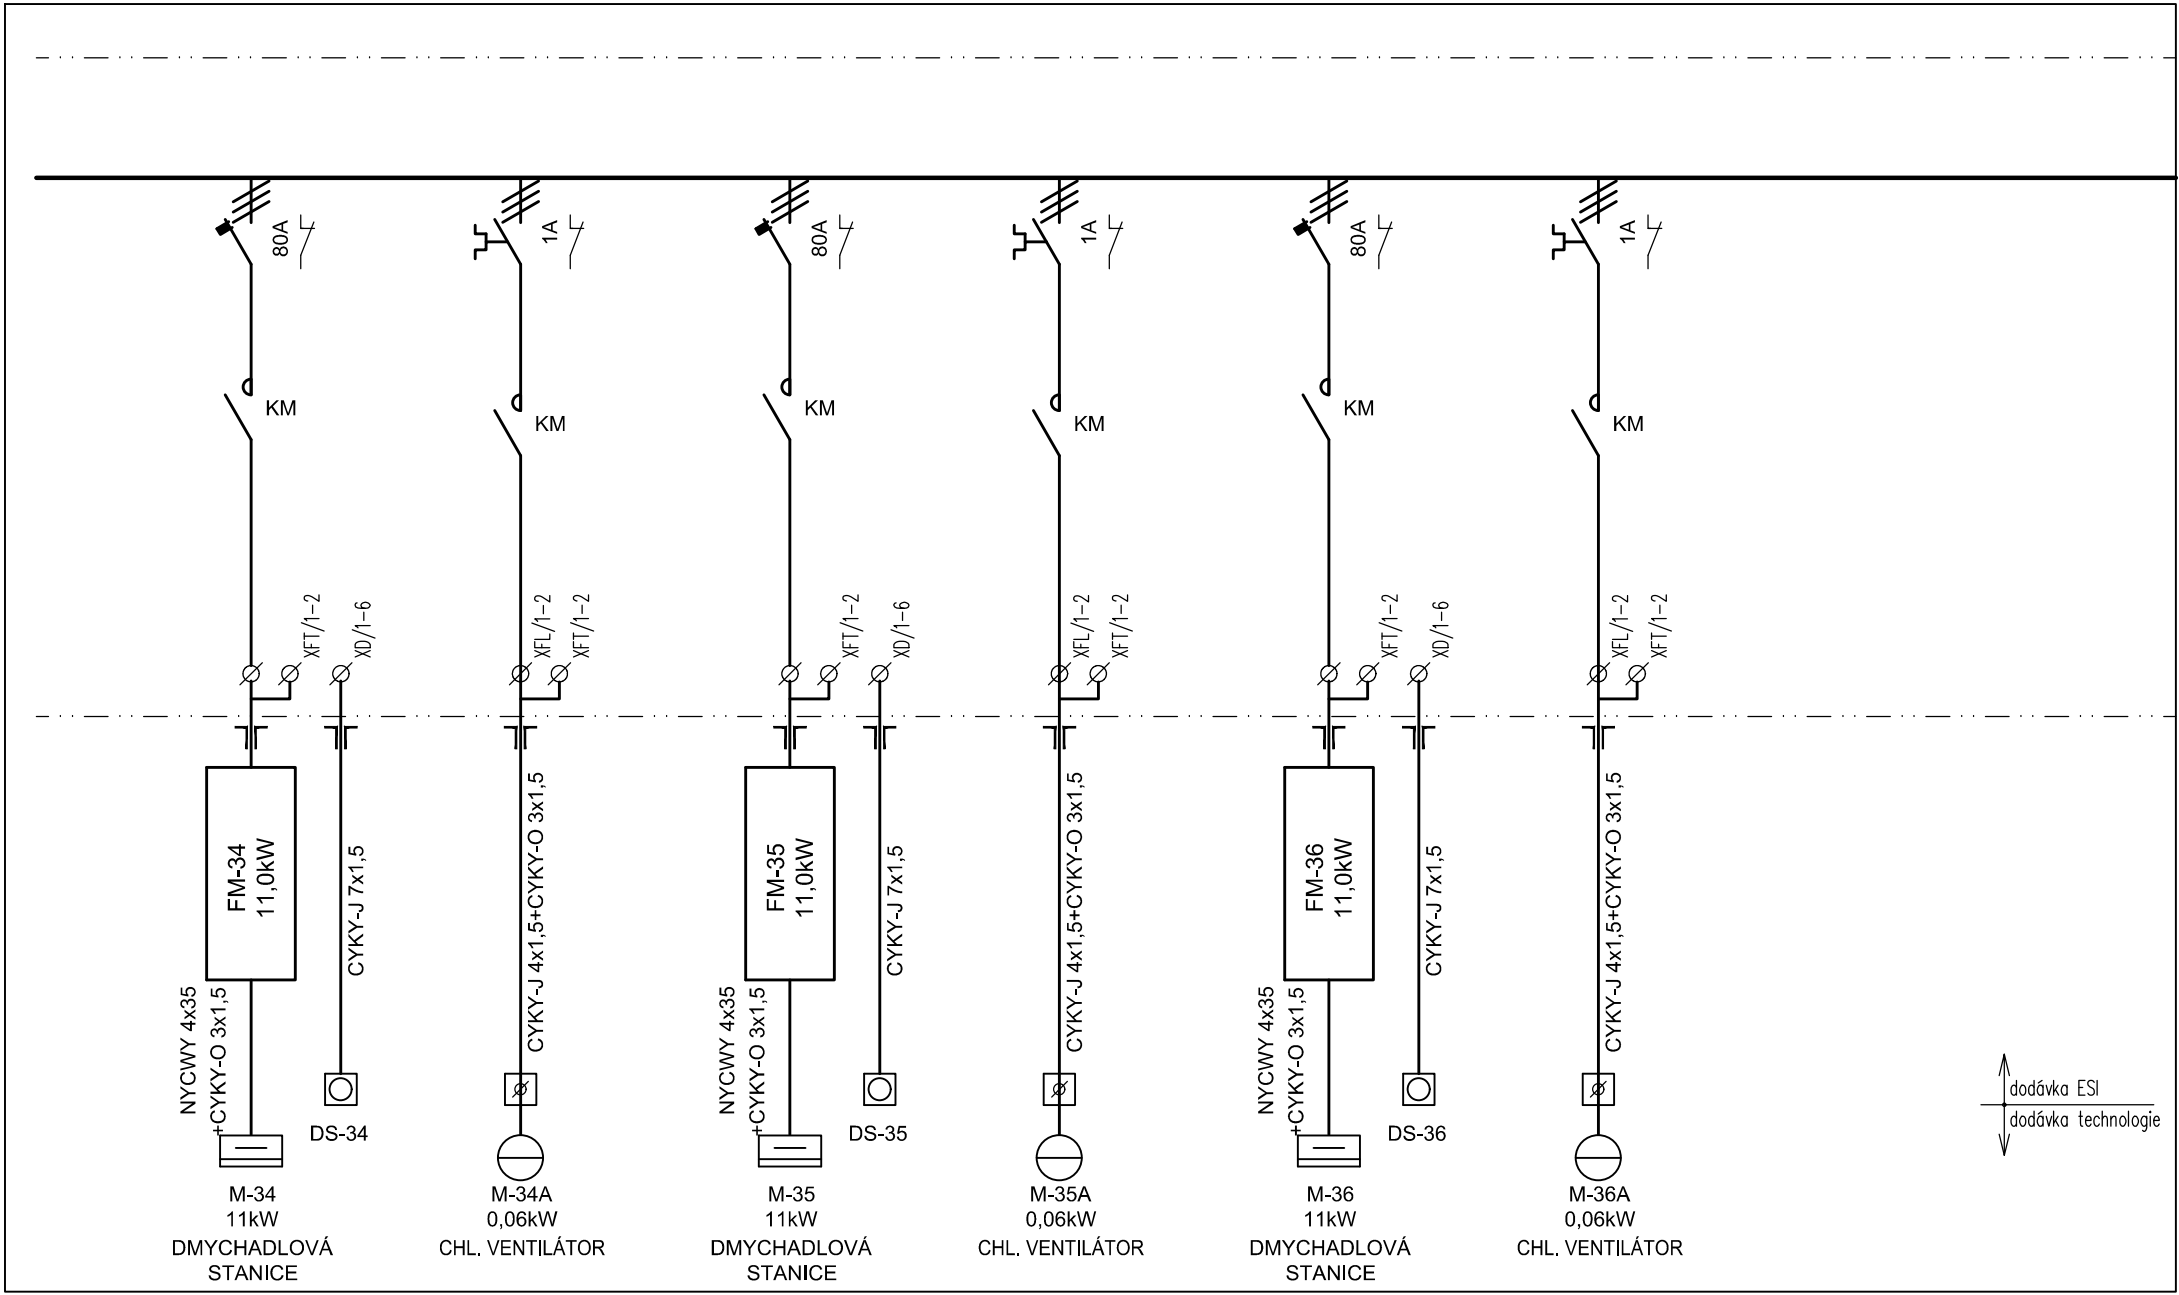 80A
1A
80A
1A
80A
1A
KM
KM
KM
KM
KM
KM
XFT/1-2
XD/1-6
XFL/1-2
XFT/1-2
XFT/1-2
XD/1-6
XFL/1-2
XFT/1-2
XFT/1-2
XD/1-6
XFL/1-2
XFT/1-2
FM-34
11,0kW
CYKY-J 7x1,5
CYKY-J 4x1,5+CYKY-O 3x1,5
FM-35
11,0kW
CYKY-J 7x1,5
CYKY-J 4x1,5+CYKY-O 3x1,5
FM-36
11,0kW
CYKY-J 7x1,5
CYKY-J 4x1,5+CYKY-O 3x1,5
NYCWY 4x35
+CYKY-O 3x1,5
NYCWY 4x35
+CYKY-O 3x1,5
NYCWY 4x35
+CYKY-O 3x1,5
DS-34
DS-35
DS-36
dodávka ESI
dodávka technologie
M-34
11kW
DMYCHADLOVÁ
STANICE
M-34A
0,06kW
CHL. VENTILÁTOR
M-35
11kW
DMYCHADLOVÁ
STANICE
M-35A
0,06kW
CHL. VENTILÁTOR
M-36
11kW
DMYCHADLOVÁ
STANICE
M-36A
0,06kW
CHL. VENTILÁTOR